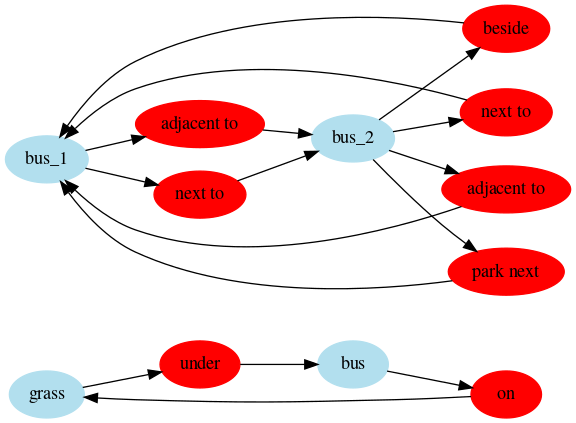 beside
next to
adjacent to
bus_2
bus_1
adjacent to
next to
park next
under
bus
grass
on